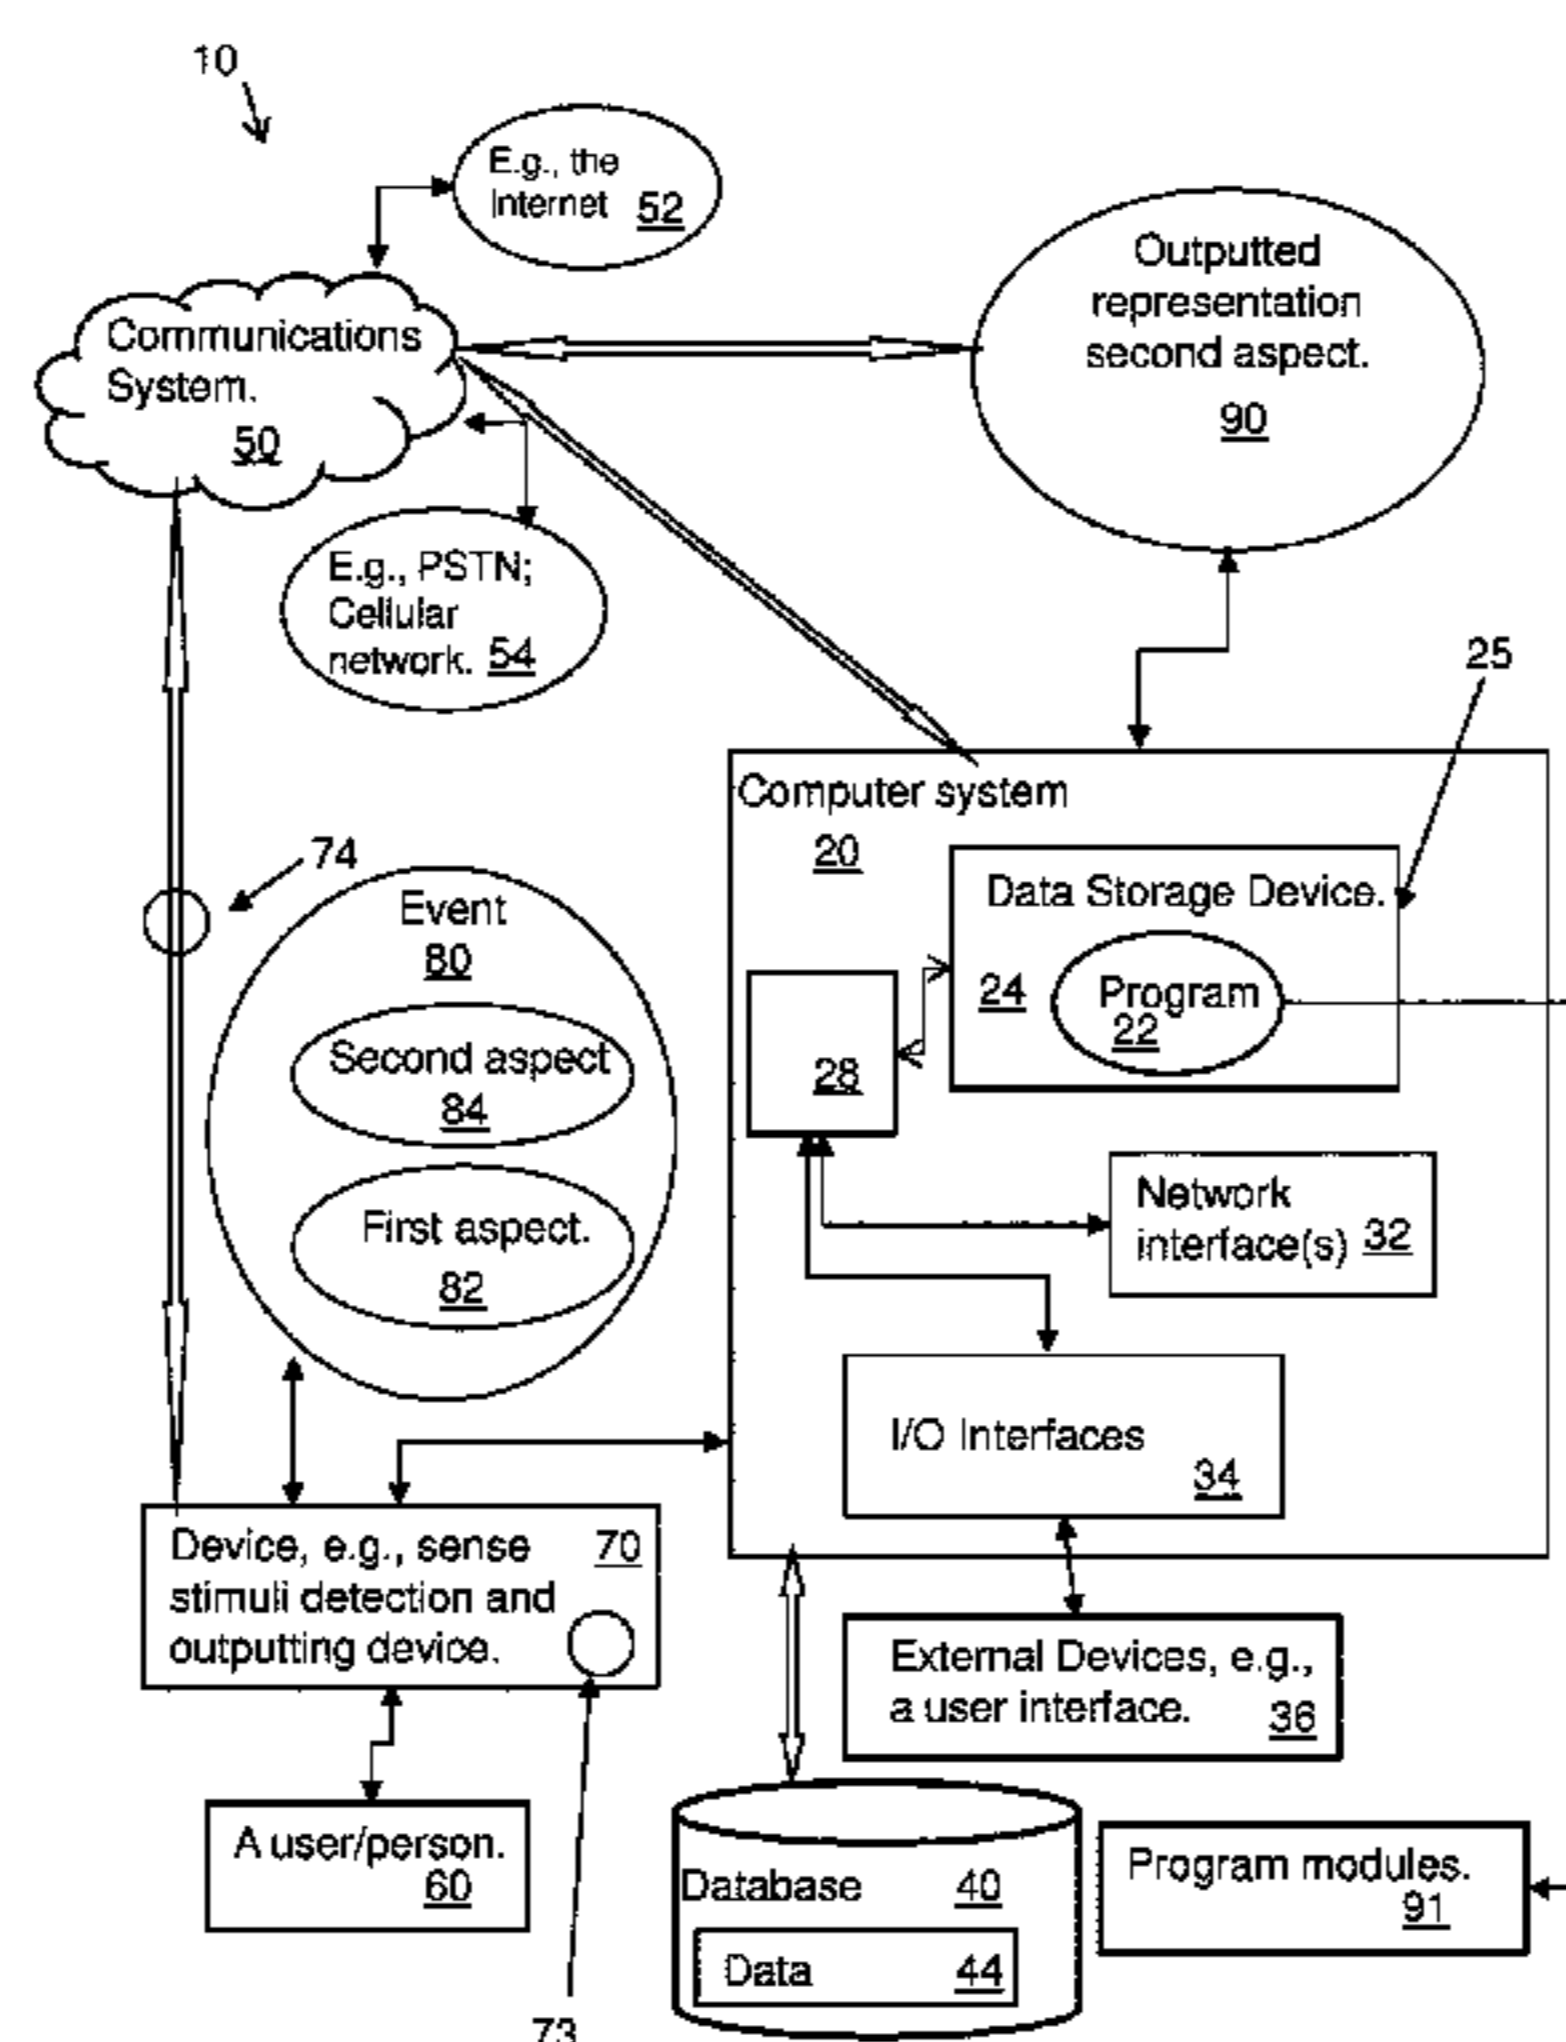 10
E.g., the
Internet 52
Outputted
representation
second aspect.
90
Communications
System.
50
E.g., PSTN;
Cellular
network. 54
25
Computer system
20
Data Storage Device.
24
Program
22
28
74
Event
80
Second aspect
84
First aspect.
82
Network
interface(s) 32
I/O Interfaces
34
Device, e.g., sense 70
stimuli detection and
outputting device.
External Devices, e.g.,
a user interface. 36
A user/person.
60
Database 40
Data 44
Program modules.
91
73